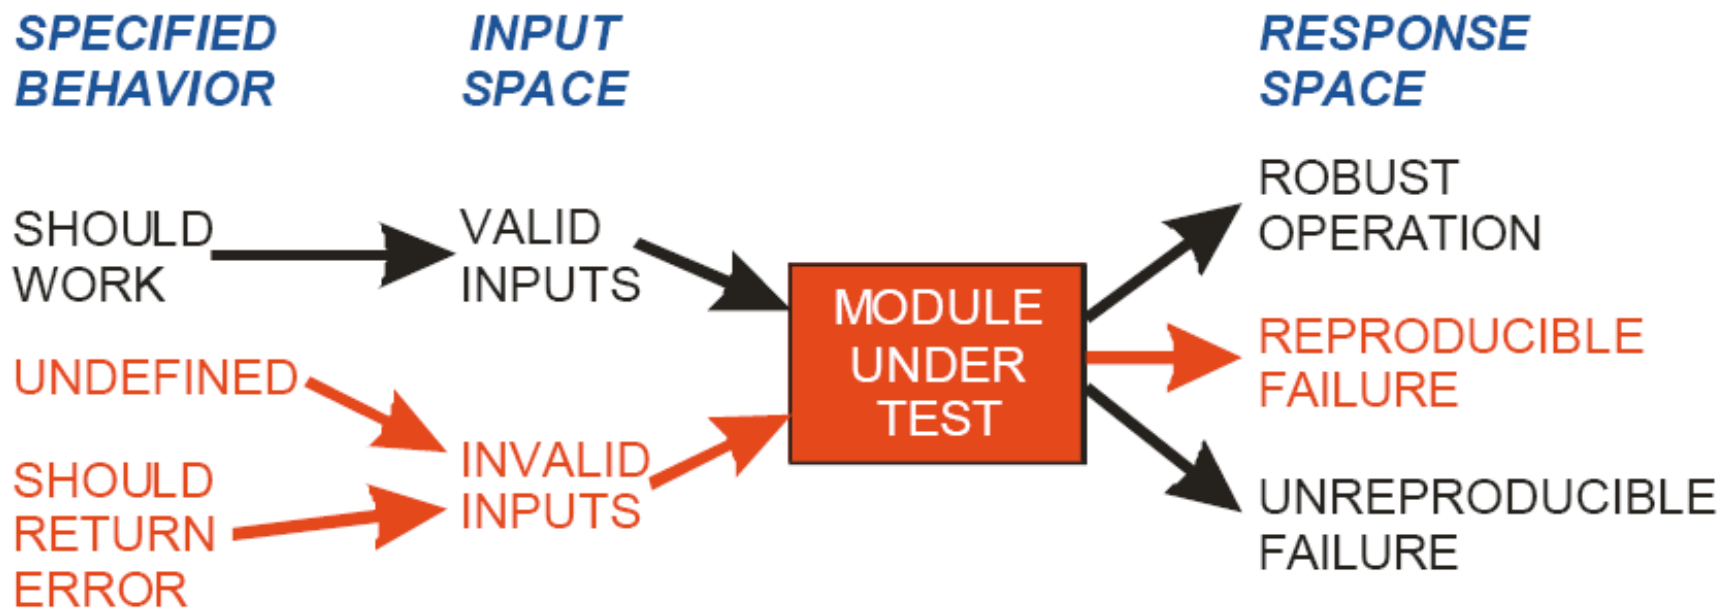 SPECIFIED
BEHAVIOR
INPUT
SPACE
RESPONSE
SPACE
SHOULD
WORK
VALID
INPUTS
UNDEFINED
SHOULD
RETURN
ERROR
INVALID
INPUTS
MODULE
UNDER
TEST
ROBUST
OPERATION
REPRODUCIBLE
FAILURE
UNREPRODUCIBLE
FAILURE